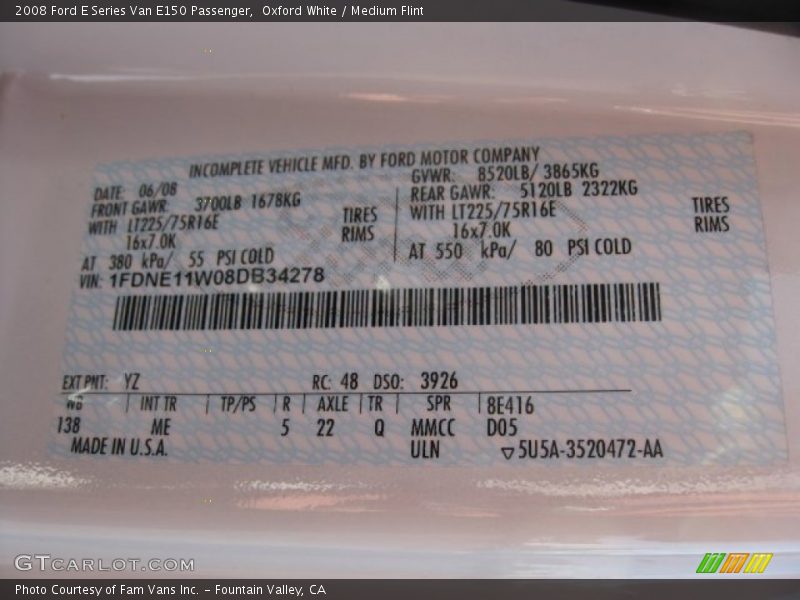 2008 Ford E Series Van E150 Passenger,  Oxford White / Medium Flint
INCOMPLETE VEHICLE MFD. BY FORD MOTOR COMPANY
DATE: 06/08
GVWR: 8520LB/ 3865KG
FRONT GAWR: 3700LB 1678KG
REAR GAWR: 5120LB 2322KG
WITH LT225/75R16E TIRES
WITH LT225/75R16E TIRES
16x7.0K RIMS
16x7.0K RIMS
AT 380 kPa/ 55 PSI COLD
AT 550 kPa/ 80 PSI COLD
VIN: 1FDNE11W08DB34278
EXT PNT: YZ RC: 48 DSO: 3926
WB | INT TR | TP/PS | R | AXLE | TR | SPR | 8E416
138 ME 5 22 Q MMCC D05
MADE IN U.S.A. ULN ▽5U5A-3520472-AA
GTCARLOT.COM
Photo Courtesy of Fam Vans Inc. – Fountain Valley, CA